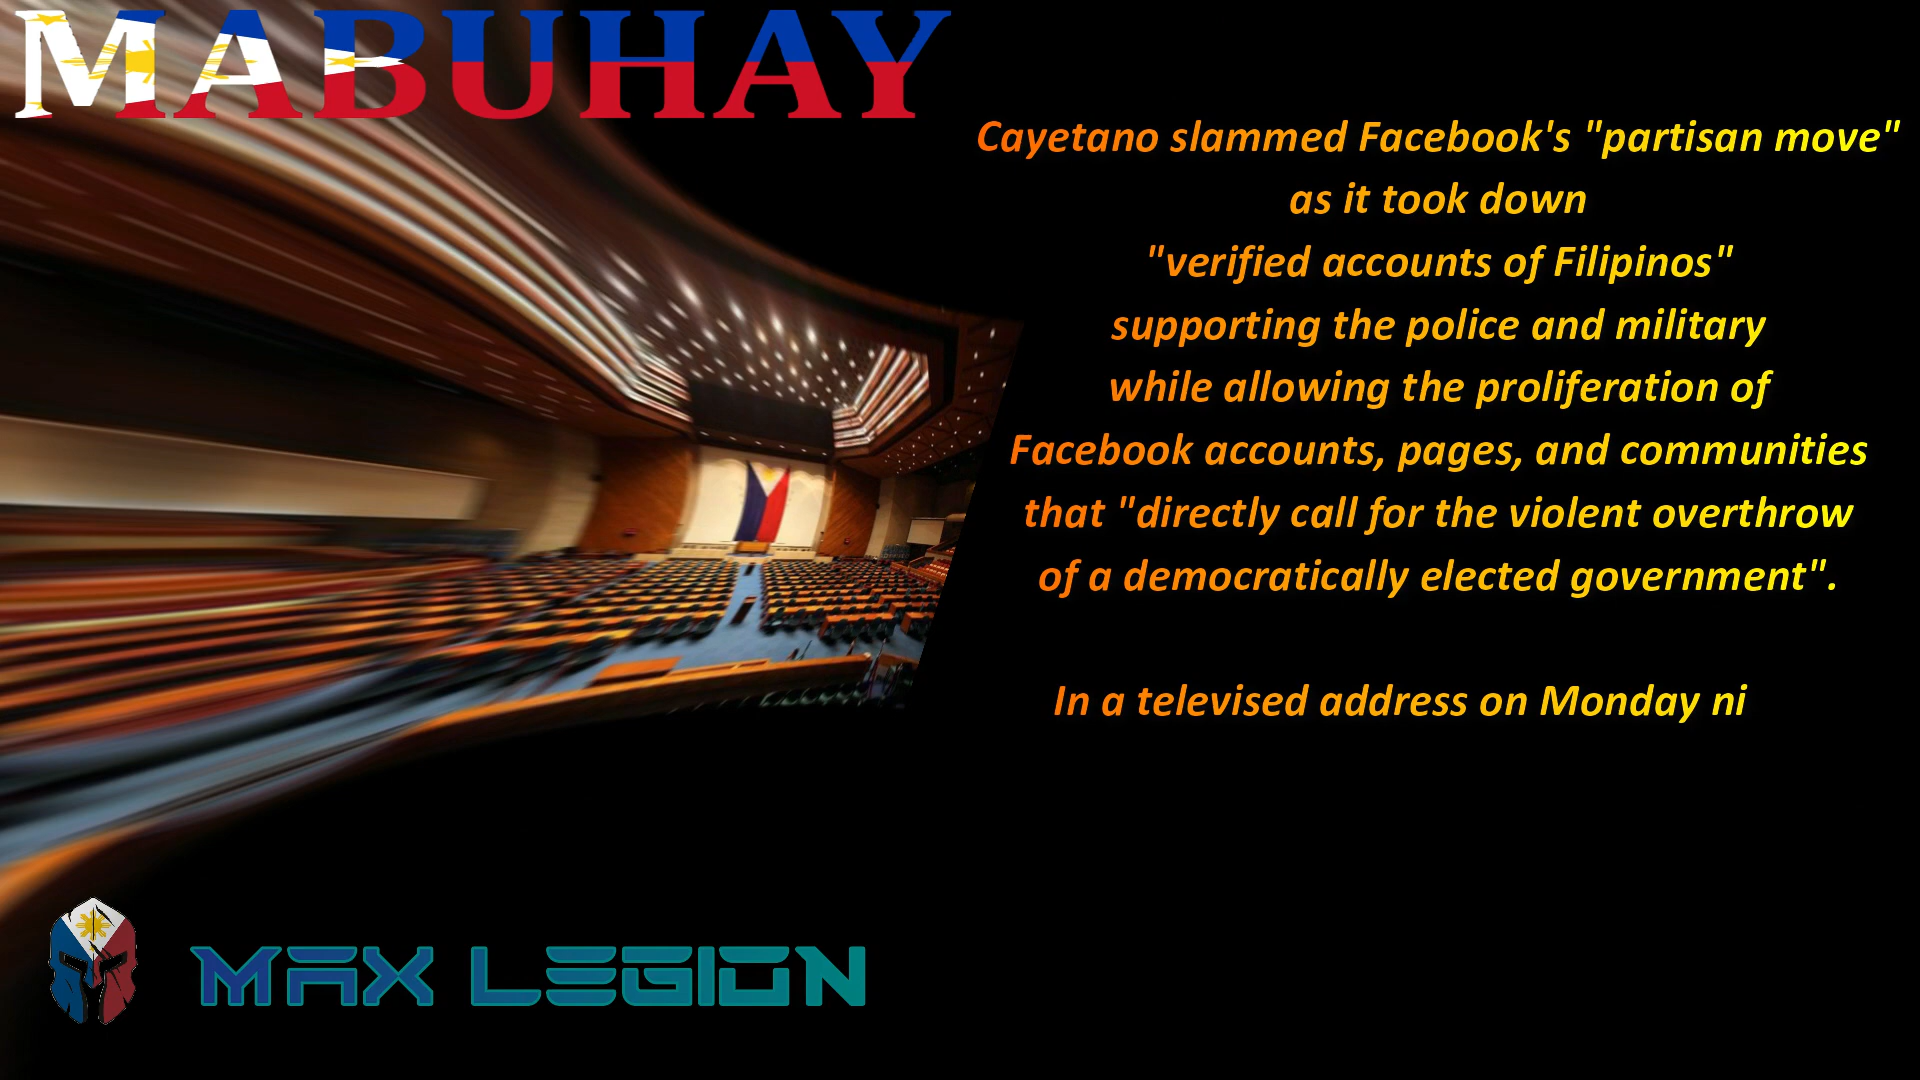 MABUHAY
Cayetano slammed Facebook's "partisan move"
as it took down
"verified accounts of Filipinos"
supporting the police and military
while allowing the proliferation of
Facebook accounts, pages, and communities
that "directly call for the violent overthrow
of a democratically elected government".
In a televised address on Monday ni
MAX LEGION